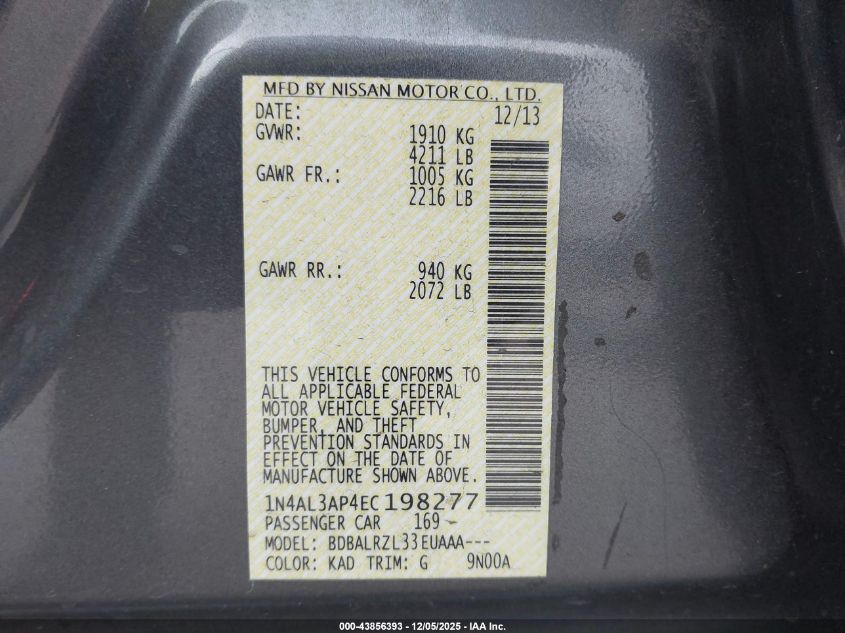 MFD BY NISSAN MOTOR CO., LTD.
DATE: 12/13
GVWR: 1910 KG
4211 LB
GAWR FR.: 1005 KG
2216 LB
GAWR RR.: 940 KG
2072 LB
THIS VEHICLE CONFORMS TO
ALL APPLICABLE FEDERAL
MOTOR VEHICLE SAFETY,
BUMPER, AND THEFT
PREVENTION STANDARDS IN
EFFECT ON THE DATE OF
MANUFACTURE SHOWN ABOVE.
1N4AL3AP4EC198277
PASSENGER CAR 169
MODEL: BDBALRZL33EUAAA---
COLOR: KAD TRIM: G 9N00A
000-43856393 - 12/05/2025 - IAA Inc.